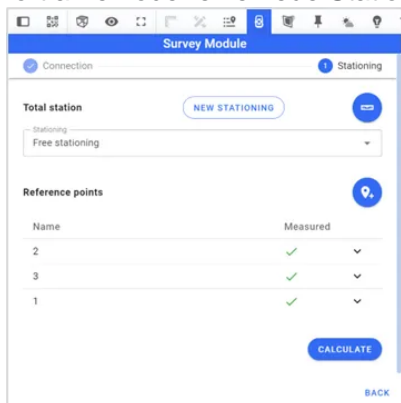 Survey Module
Connection
1 Stationing
Total station
NEW STATIONING
Stationing
Free stationing
Reference points
Name Measured
2
3
1
CALCULATE
BACK